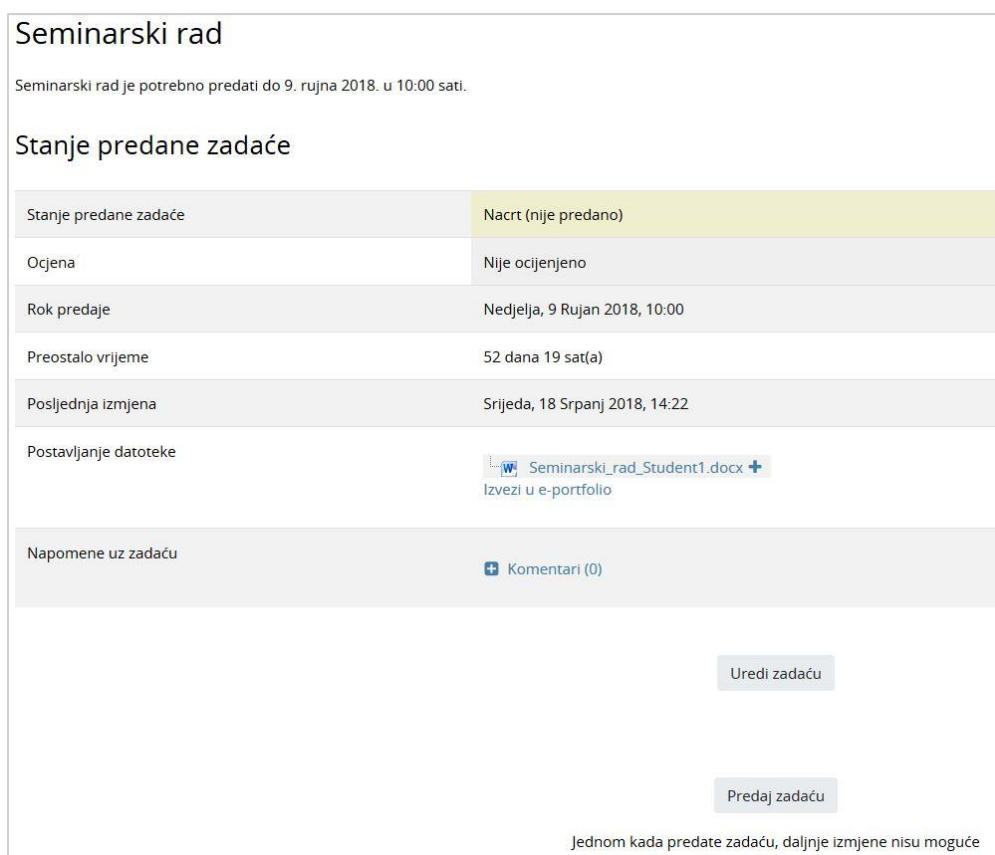 Seminarski rad
Seminarski rad je potrebno predati do 9. rujna 2018. u 10:00 sati.
Stanje predane zadaće
Stanje predane zadaće Nacrt (nije predano)
Ocjena Nije ocijenjeno
Rok predaje Nedjelja, 9 Rujan 2018, 10:00
Preostalo vrijeme 52 dana 19 sat(a)
Posljednja izmjena Srijeda, 18 Srpanj 2018, 14:22
Postavljanje datoteke
Seminarski_rad_Student1.docx
Izvezi u e-portfolio
Napomene uz zadaću
Komentari (0)
Uredi zadaću
Predaj zadaću
Jednom kada predate zadaću, daljnje izmjene nisu moguće